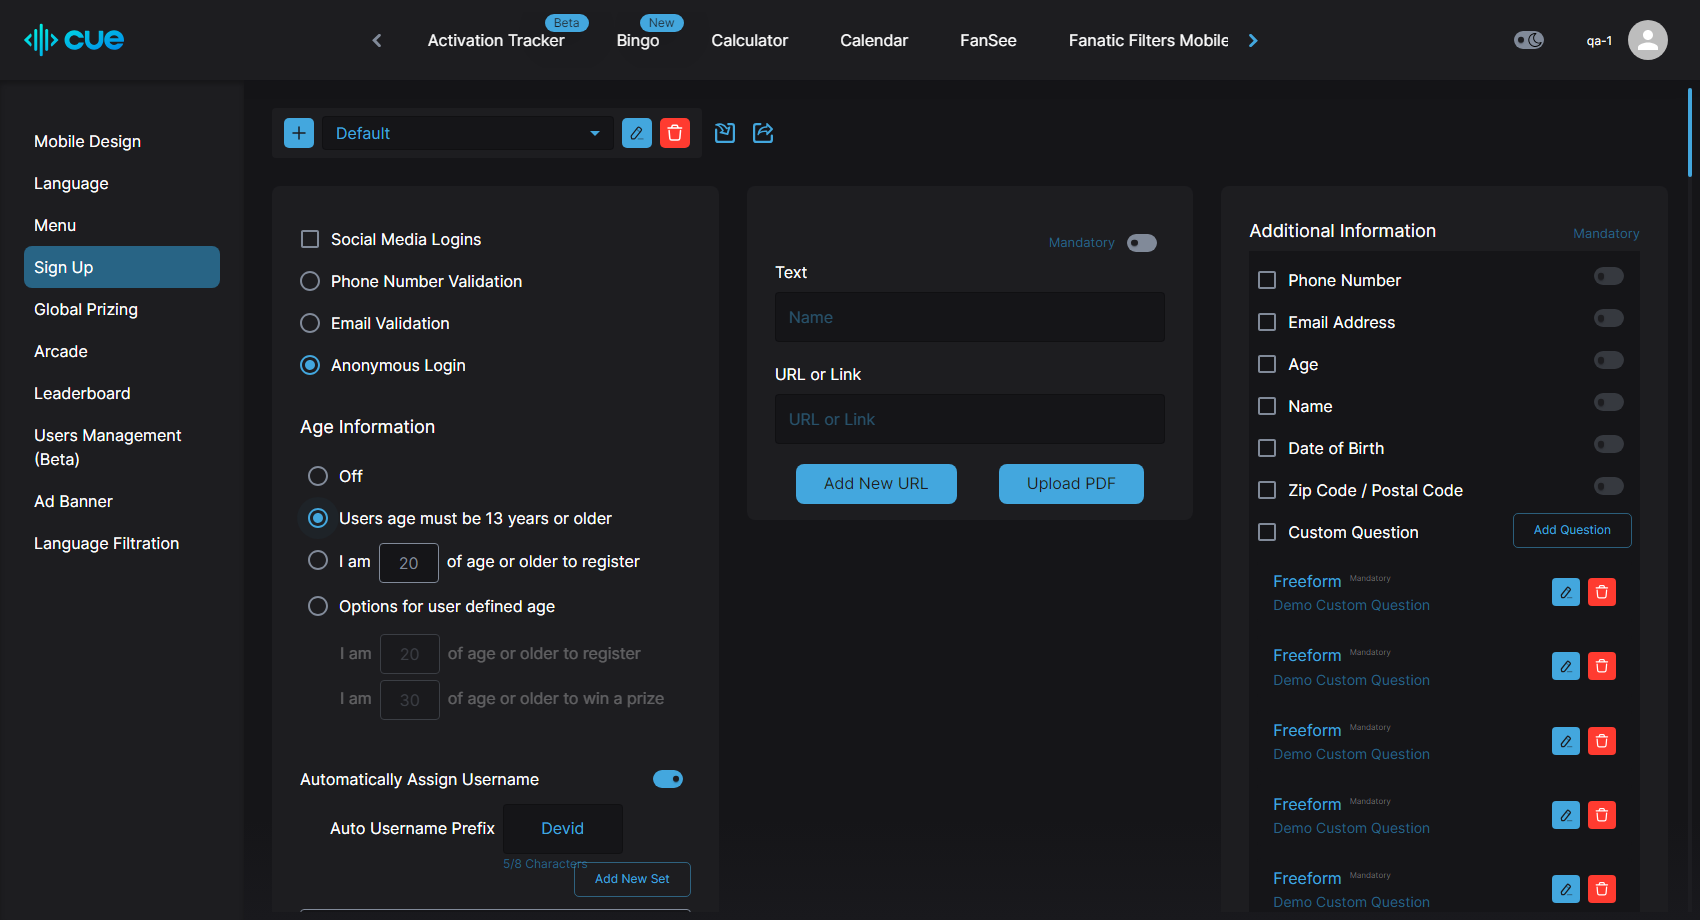 cue
Activation Tracker
Beta
Bingo
New
Calculator
Calendar
FanSee
Fanatic Filters Mobile
qa-1
Mobile Design
Language
Menu
Sign Up
Global Prizing
Arcade
Leaderboard
Users Management
(Beta)
Ad Banner
Language Filtration
Default
Social Media Logins
Phone Number Validation
Email Validation
Anonymous Login
Age Information
Off
Users age must be 13 years or older
I am 20 of age or older to register
Options for user defined age
I am 20 of age or older to register
I am 30 of age or older to win a prize
Automatically Assign Username
Auto Username Prefix Devid
5/8 Characters
Add New Set
Mandatory
Text
Name
URL or Link
URL or Link
Add New URL
Upload PDF
Additional Information
Mandatory
Phone Number
Email Address
Age
Name
Date of Birth
Zip Code / Postal Code
Custom Question
Add Question
Freeform Mandatory
Demo Custom Question
Freeform Mandatory
Demo Custom Question
Freeform Mandatory
Demo Custom Question
Freeform Mandatory
Demo Custom Question
Freeform Mandatory
Demo Custom Question